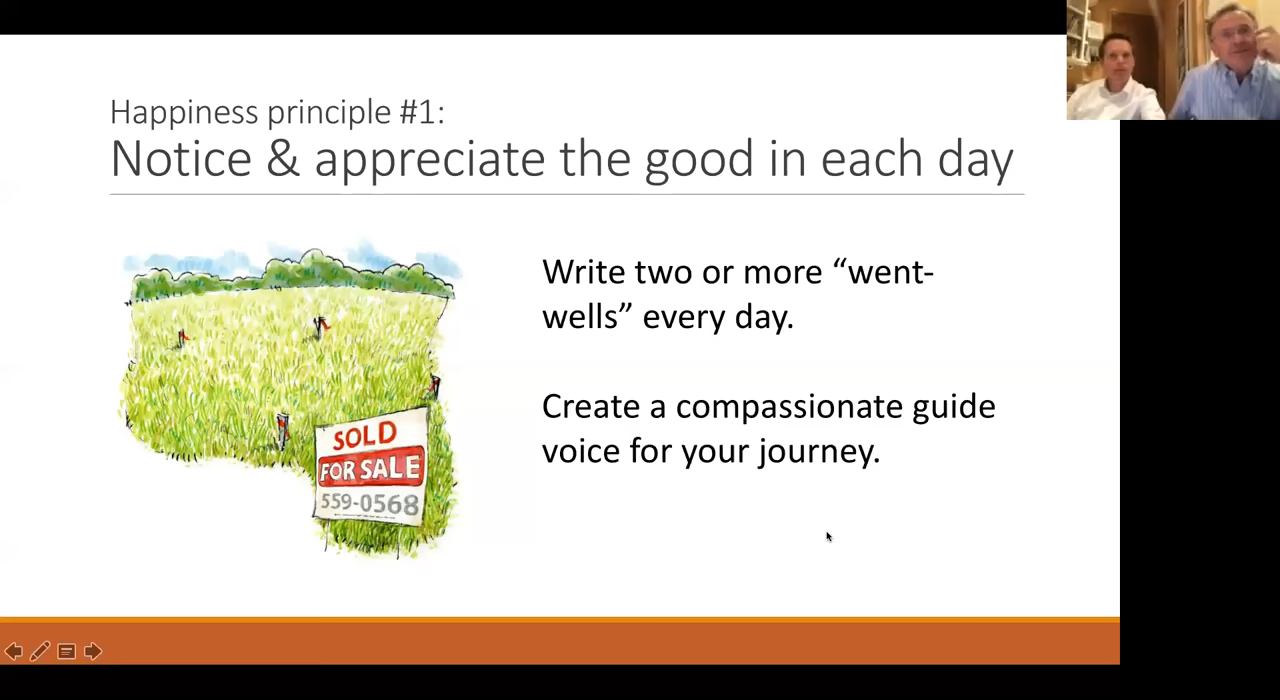 Happiness principle #1:
Notice & appreciate the good in each day
Write two or more “went-
wells” every day.
Create a compassionate guide
voice for your journey.
SOLD
FOR SALE
559-0568